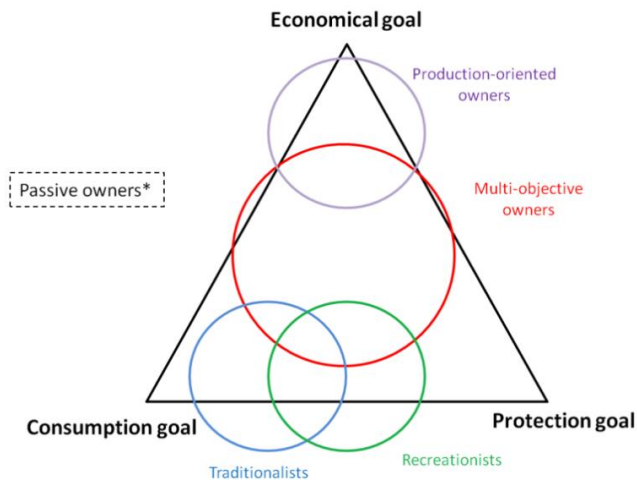 Economical goal
Production-oriented
owners
Passive owners*
Multi-objective
owners
Consumption goal
Protection goal
Traditionalists
Recreationists